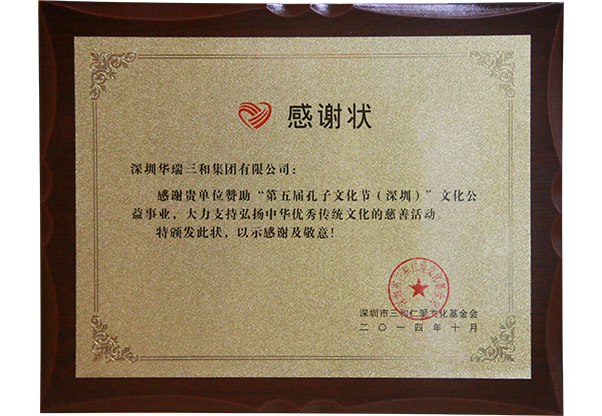 感谢状
深圳华瑞三和集团有限公司：
感谢贵单位赞助“第五届孔子文化节（深圳）”文化公
益事业，大力支持弘扬中华优秀传统文化的慈善活动
特颁发此状，以示感谢及敬意！
深圳市三和仁爱文化基金会
二〇一四年十月